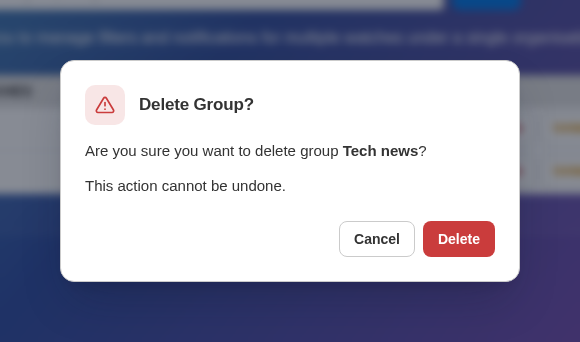 Delete Group?
Are you sure you want to delete group Tech news?
This action cannot be undone.
Cancel
Delete